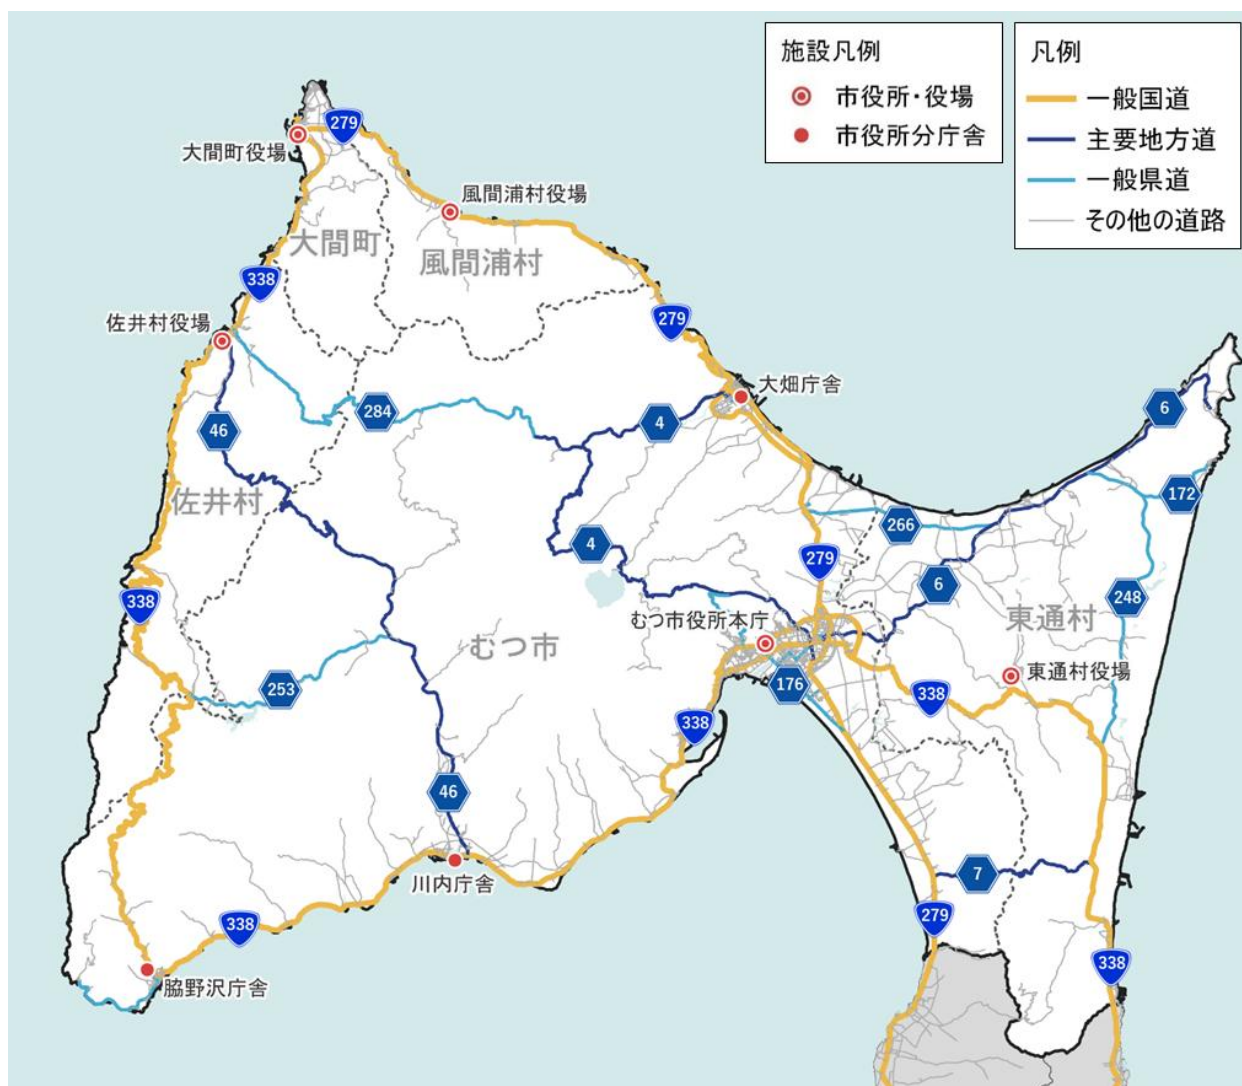 施設凡例
市役所・役場
市役所分庁舎
凡例
一般国道
主要地方道
一般県道
その他の道路
279
大間町役場
風間浦村役場
大間町
風間浦村
338
279
佐井村役場
大畑庁舎
284
4
6
46
佐井村
172
266
4
279
6
248
338
むつ市役所本庁
東通村
むつ市
253
176
東通村役場
338
338
46
川内庁舎
7
338
279
338
脇野沢庁舎